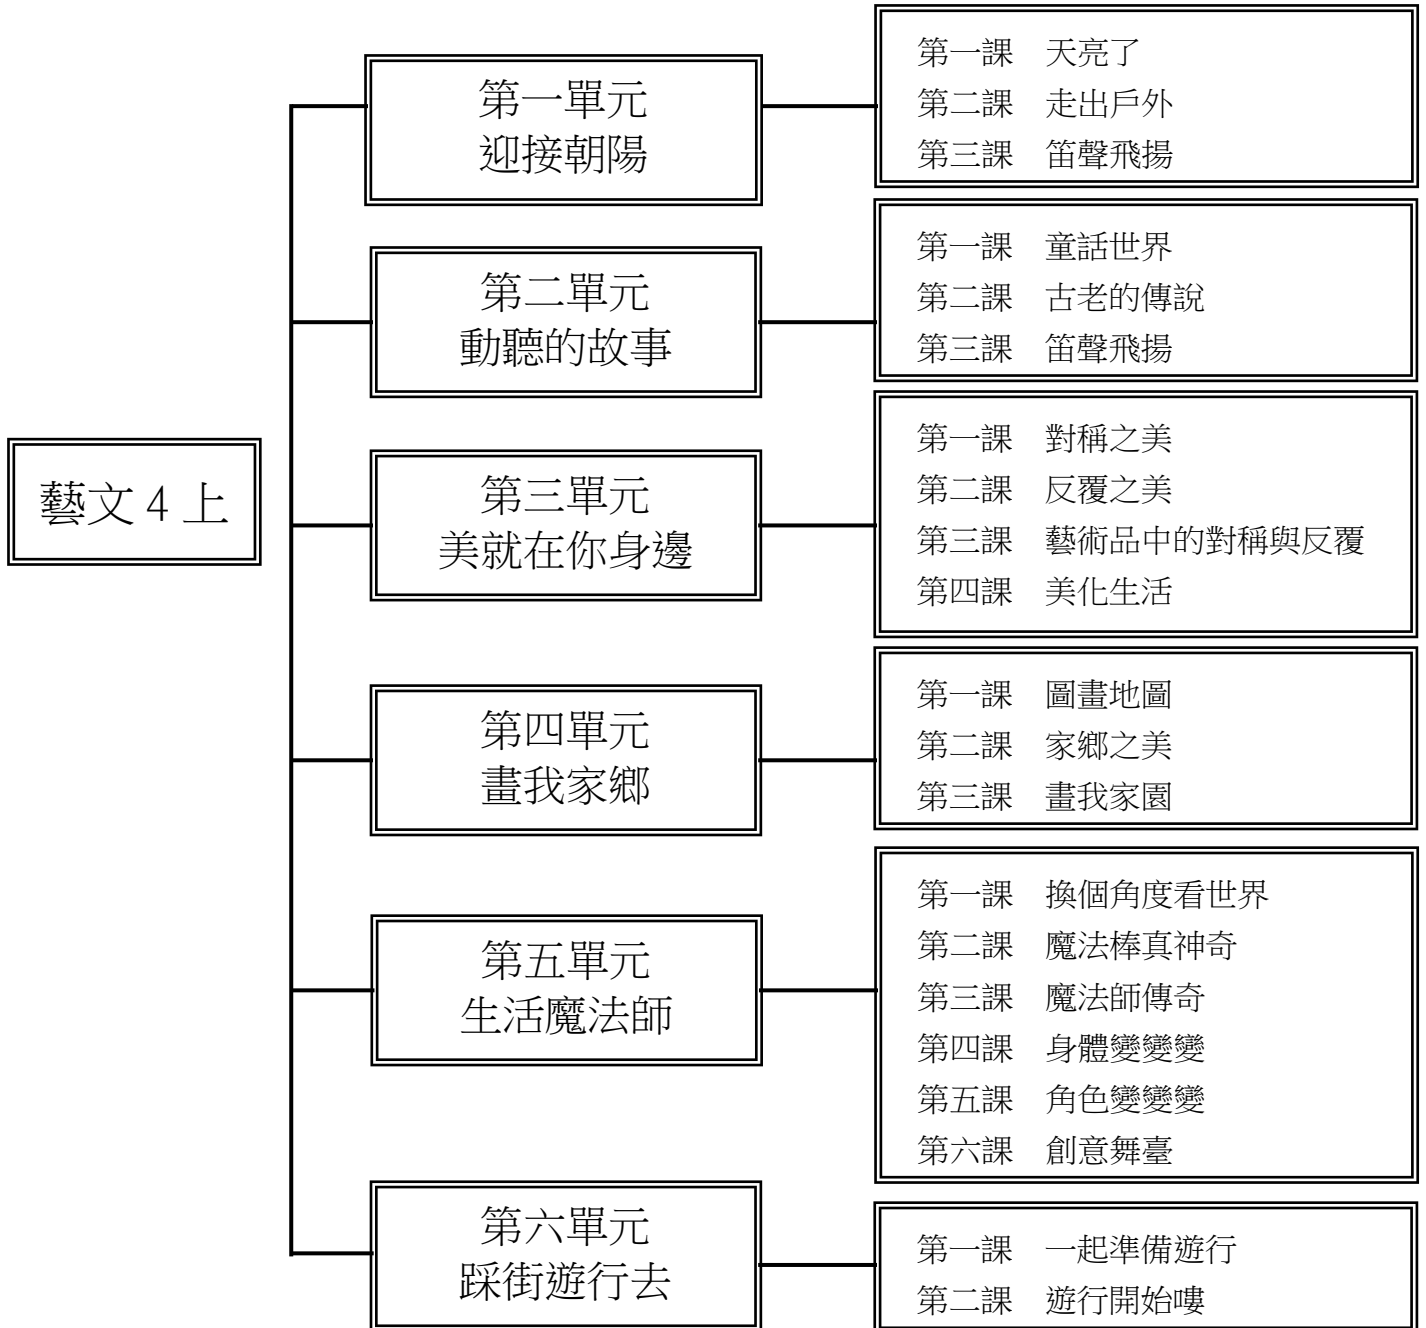 藝文 4 上
第一單元
迎接朝陽
第一課　天亮了
第二課　走出戶外
第三課　笛聲飛揚
第二單元
動聽的故事
第一課　童話世界
第二課　古老的傳說
第三課　笛聲飛揚
第三單元
美就在你身邊
第一課　對稱之美
第二課　反覆之美
第三課　藝術品中的對稱與反覆
第四課　美化生活
第四單元
畫我家鄉
第一課　圖畫地圖
第二課　家鄉之美
第三課　畫我家園
第五單元
生活魔法師
第一課　換個角度看世界
第二課　魔法棒真神奇
第三課　魔法師傳奇
第四課　身體變變變
第五課　角色變變變
第六課　創意舞臺
第六單元
踩街遊行去
第一課　一起準備遊行
第二課　遊行開始嘍